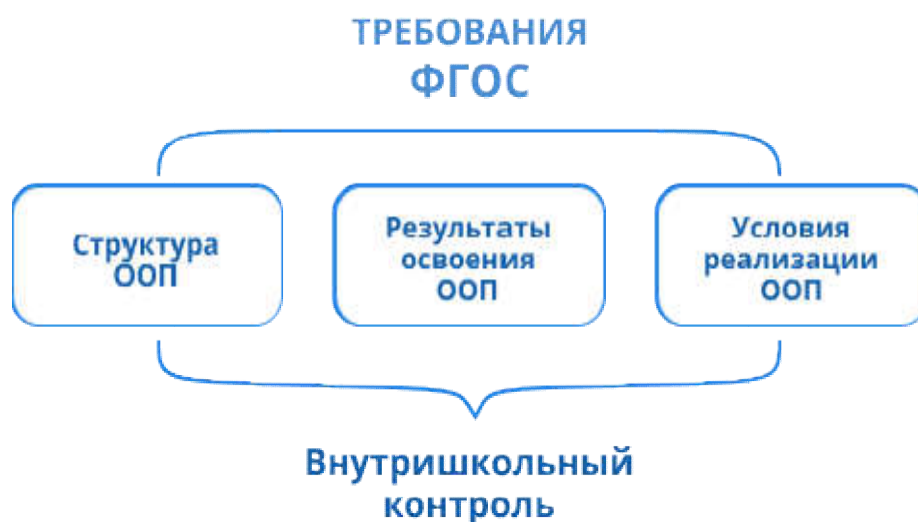 ТРЕБОВАНИЯ
ФГОС
Структура
ООП
Результаты
освоения
ООП
Условия
реализации
ООП
Внутришкольный
контроль